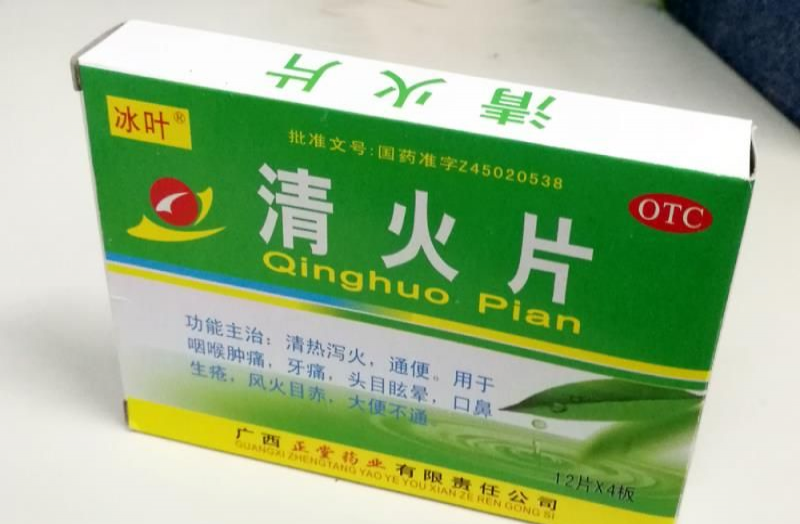 清火片
冰叶®
批准文号:国药准字Z45020538
OTC
清火片
Qinghuo Pian
功能主治：清热泻火，通便。用于
咽喉肿痛，牙痛，头目眩晕，口鼻
生疮，风火目赤，大便不通
广西正堂药业有限责任公司
GUANGXI ZHENGTANG YAO YE YOU XIAN ZE REN GONG SI
12片X4板